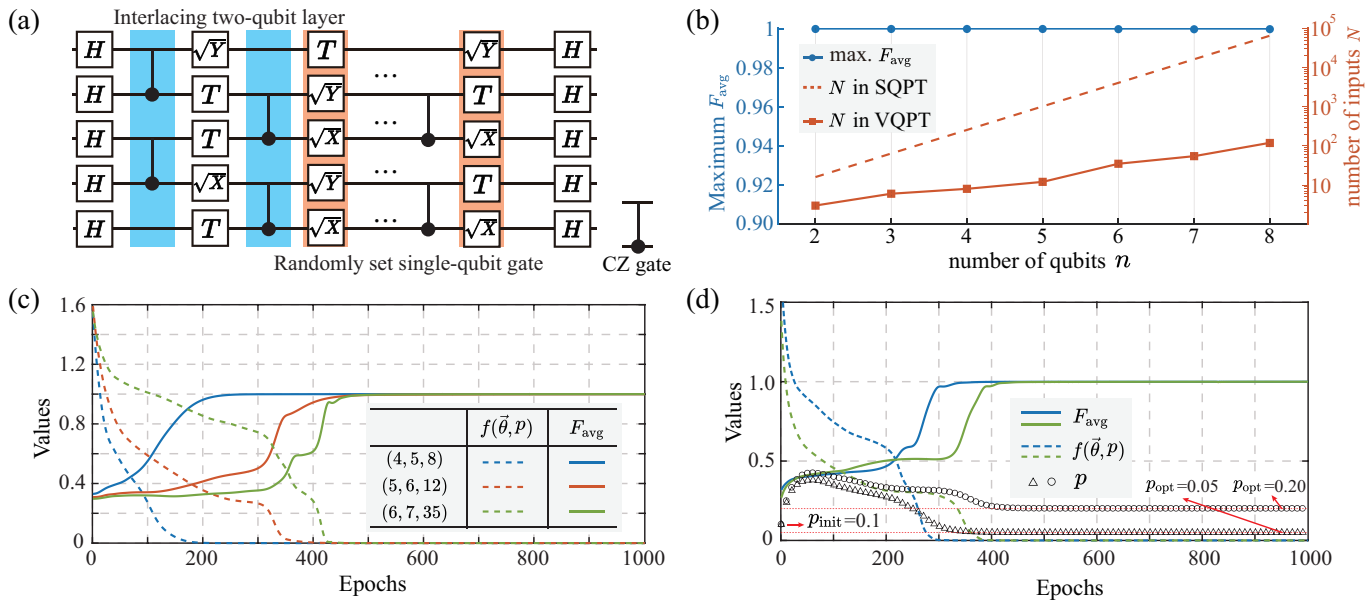 (a)
Interlacing two-qubit layer
H √Y T √Y H
H T √Y ... T H
H T √X ... √X H
H √X √Y ... T H
H T √X ... √X H
Randomly set single-qubit gate
CZ gate
(b)
Maximum F_avg
1
0.98
0.96
0.94
0.92
0.90
max. F_avg
N in SQPT
N in VQPT
10^5
10^4
10^3
10^2
10
number of inputs N
2 3 4 5 6 7 8
number of qubits n
(c)
Values
1.6
1.2
0.8
0.4
0
f(θ⃗, p) F_avg
(4, 5, 8)
(5, 6, 12)
(6, 7, 35)
0 200 400 600 800 1000
Epochs
(d)
Values
1.5
1.0
0.5
0
F_avg
f(θ⃗, p)
p
p_opt=0.05 p_opt=0.20
p_init=0.1
0 200 400 600 800 1000
Epochs